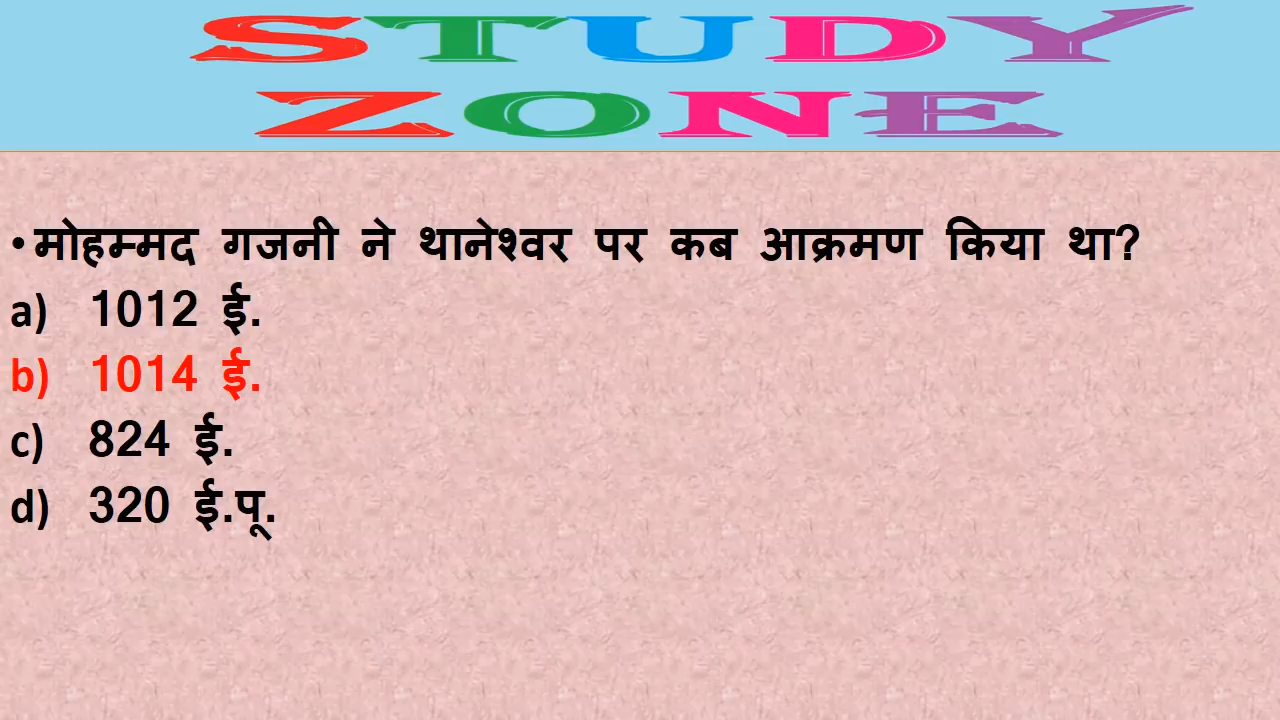 STUDY
ZONE
•मोहम्मद गजनी ने थानेश्वर पर कब आक्रमण किया था?
a) 1012 ई.
b) 1014 ई.
c) 824 ई.
d) 320 ई.पू.